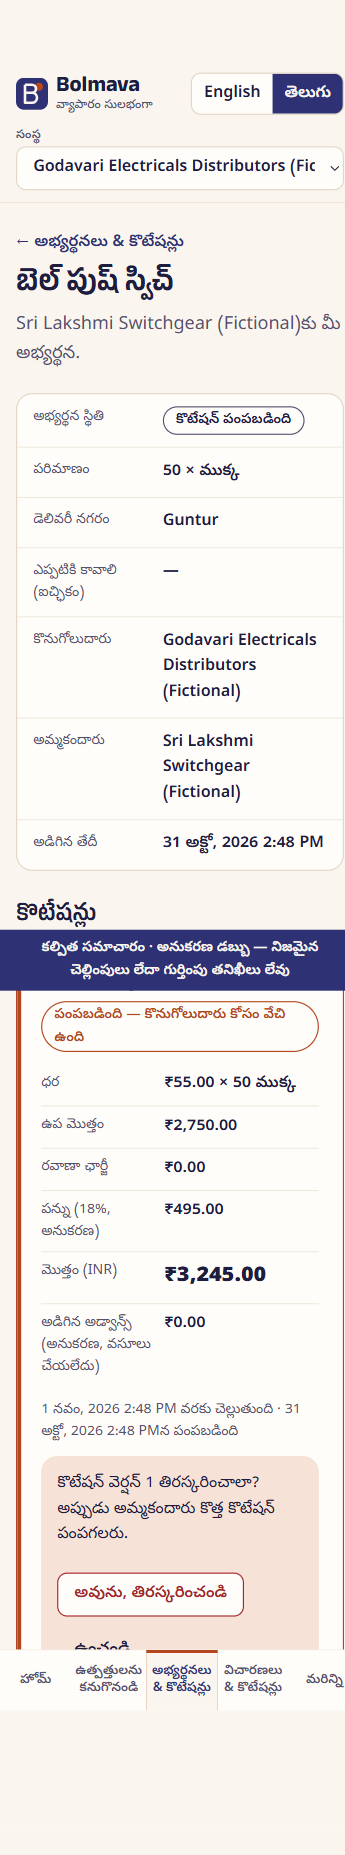 Bolmava
వ్యాపారం సులభంగా
English
తెలుగు
సంస్థ
Godavari Electricals Distributors (Fic
← అభ్యర్థనలు & కొటేషన్లు
బెల్ పుష్ స్విచ్
Sri Lakshmi Switchgear (Fictional)కు మీ
అభ్యర్థన.
అభ్యర్థన స్థితి
కొటేషన్ పంపబడింది
పరిమాణం
50 × ముక్క
డెలివరీ నగరం
Guntur
ఎప్పటికి కావాలి
(ఐచ్ఛికం)
—
కొనుగోలుదారు
Godavari Electricals
Distributors
(Fictional)
అమ్మకందారు
Sri Lakshmi
Switchgear
(Fictional)
అడిగిన తేదీ
31 అక్టో, 2026 2:48 PM
కొటేషన్లు
కల్పిత సమాచారం · అనుకరణ డబ్బు — నిజమైన
చెల్లింపులు లేదా గుర్తింపు తనిఖీలు లేవు
పంపబడింది — కొనుగోలుదారు కోసం వేచి
ఉంది
ధర
₹55.00 × 50 ముక్క
ఉప మొత్తం
₹2,750.00
రవాణా ఛార్జీ
₹0.00
పన్ను (18%,
అనుకరణ)
₹495.00
మొత్తం (INR)
₹3,245.00
అడిగిన అడ్వాన్స్
(అనుకరణ, వసూలు
చేయలేదు)
₹0.00
1 నవం, 2026 2:48 PM వరకు చెల్లుతుంది · 31
అక్టో, 2026 2:48 PMన పంపబడింది
కొటేషన్ వెర్షన్ 1 తిరస్కరించాలా?
అప్పుడు అమ్మకందారు కొత్త కొటేషన్
పంపగలరు.
అవును, తిరస్కరించండి
హోమ్
ఉత్పత్తులను
కనుగొనండి
అభ్యర్థనలు
& కొటేషన్లు
విచారణలు
& కొటేషన్లు
మరిన్ని